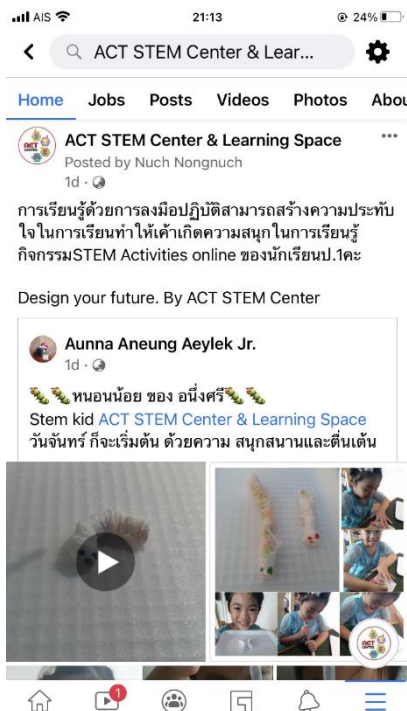 AIS 21:13 24%
ACT STEM Center & Lear...
Home Jobs Posts Videos Photos Abou
ACT STEM Center & Learning Space
Posted by Nuch Nongnuch
1d
การเรียนรู้ด้วยการลงมือปฏิบัติสามารถสร้างความประทับ
ใจในการเรียนทำให้เค้าเกิดความสนุกในการเรียนรู้
กิจกรรมSTEM Activities online ของนักเรียนป.1คะ
Design your future. By ACT STEM Center
Aunna Aneung Aeylek Jr.
1d
🐛🐛หนอนน้อย ของ อนึ่งศรี🐛🐛
Stem kid ACT STEM Center & Learning Space
วันจันทร์ ก็จะเริ่มต้น ด้วยความ สนุกสนานและตื่นเต้น
ACT
1